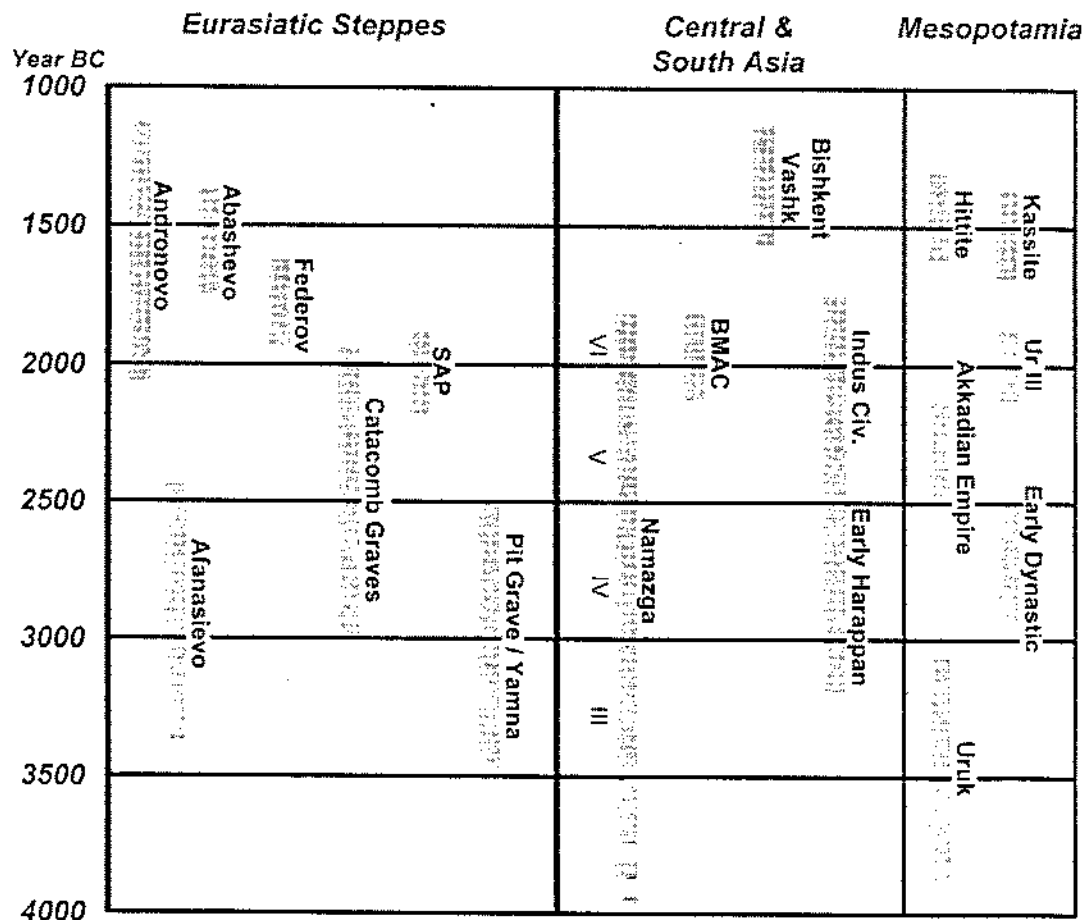 Eurasiatic Steppes
Central &
South Asia
Mesopotamia
Year BC
1000
1500
2000
2500
3000
3500
4000
Andronovo
Abashevo
Federov
SAP
Catacomb Graves
Afanasievo
Pit Grave / Yamna
Bishkent
Vashk
BMAC
Indus Civ.
Early Harappan
Namazga
VI
V
IV
III
Hittite
Kassite
Ur III
Akkadian Empire
Early Dynastic
Uruk